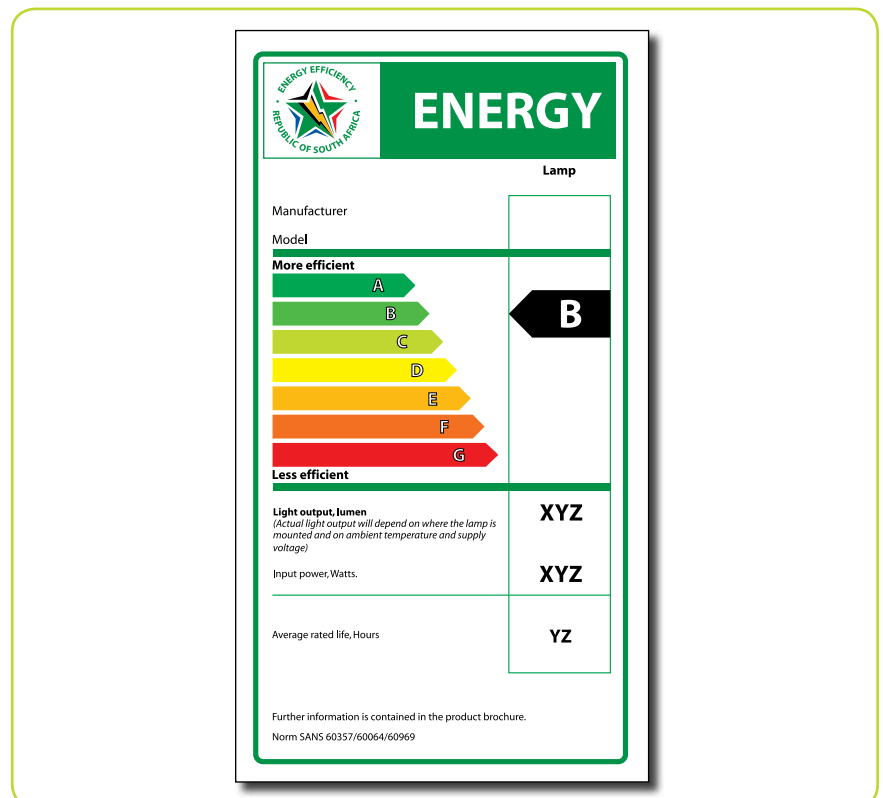 • ENERGY EFFICIENCY •
REPUBLIC OF SOUTH AFRICA
ENERGY
Lamp
Manufacturer
Model
More efficient
A
B
B
C
D
E
F
G
Less efficient
Light output, lumen
XYZ
(Actual light output will depend on where the lamp is
mounted and on ambient temperature and supply
voltage)
Input power, Watts.
XYZ
Average rated life, Hours
YZ
Further information is contained in the product brochure.
Norm SANS 60357/60064/60969